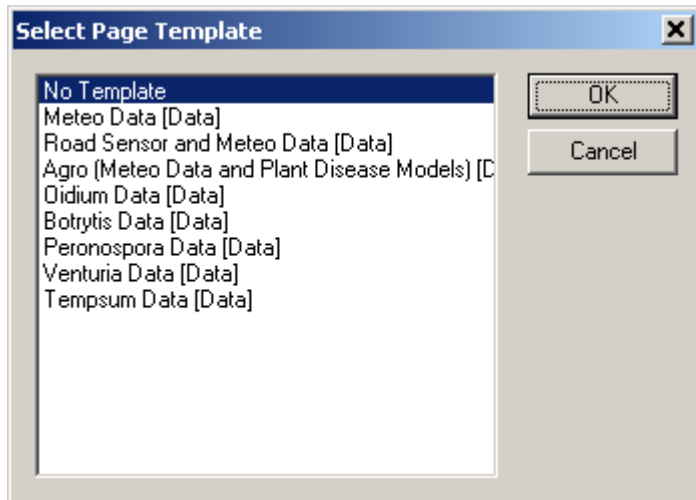 Select Page Template
No Template
Meteo Data [Data]
Road Sensor and Meteo Data [Data]
Agro (Meteo Data and Plant Disease Models) [D
Oidium Data [Data]
Botrytis Data [Data]
Peronospora Data [Data]
Venturia Data [Data]
Tempsum Data [Data]
OK
Cancel